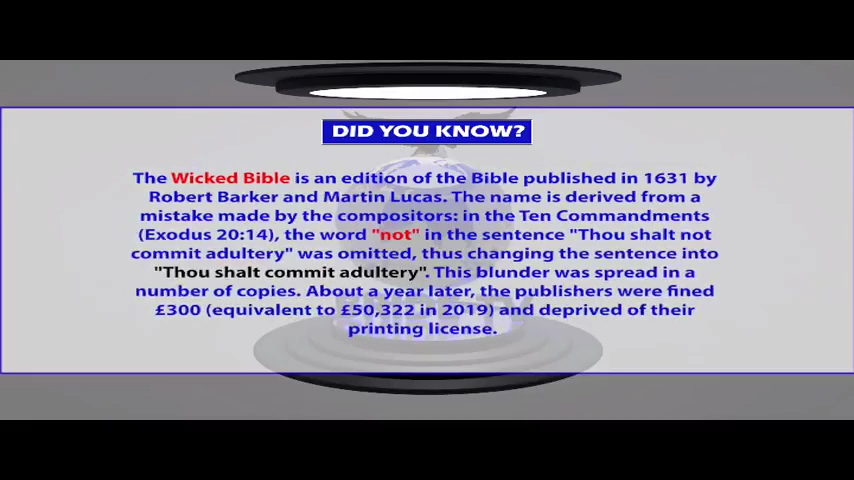 DID YOU KNOW?
The Wicked Bible is an edition of the Bible published in 1631 by
Robert Barker and Martin Lucas. The name is derived from a
mistake made by the compositors: in the Ten Commandments
(Exodus 20:14), the word "not" in the sentence "Thou shalt not
commit adultery" was omitted, thus changing the sentence into
"Thou shalt commit adultery". This blunder was spread in a
number of copies. About a year later, the publishers were fined
£300 (equivalent to £50,322 in 2019) and deprived of their
printing license.